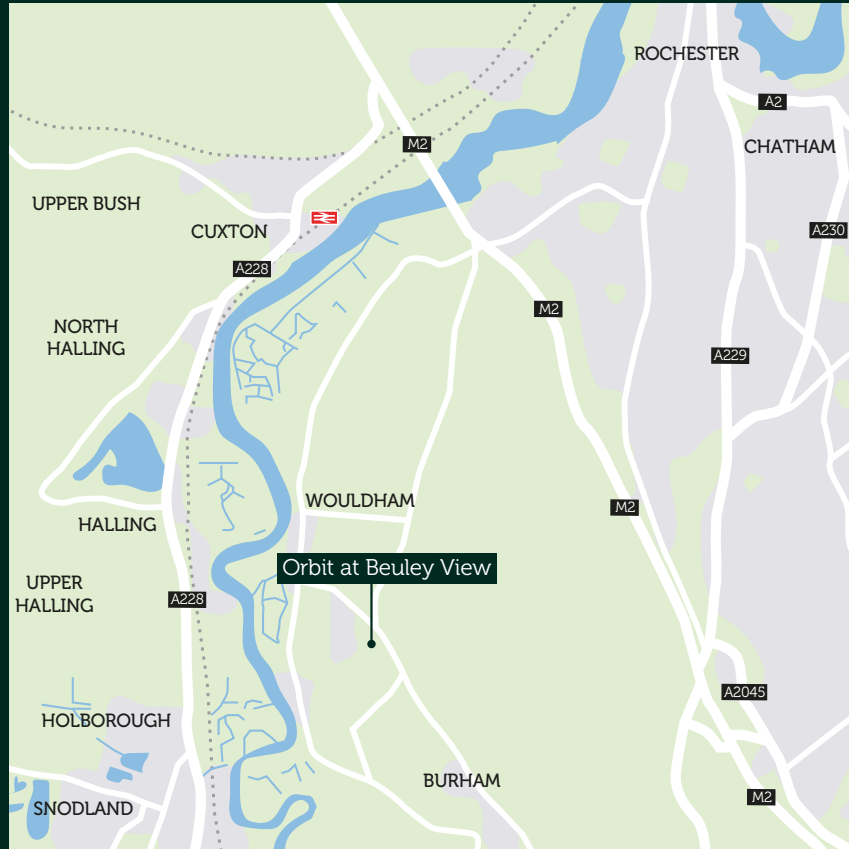 ROCHESTER
A2
M2
CHATHAM
UPPER BUSH
CUXTON
A230
A228
NORTH
HALLING
M2
A229
WOULDHAM
M2
HALLING
Orbit at Beuley View
UPPER
HALLING
A228
A2045
HOLBOROUGH
BURHAM
M2
SNODLAND